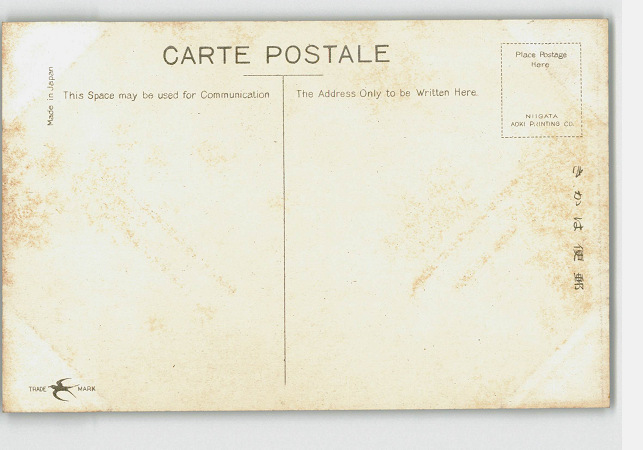 CARTE POSTALE
Made in Japan
This Space may be used for Communication
The Address Only to be Written Here.
Place Postage
Here
NIIGATA
AOKI PRINTING CO.
きかは便郵
TRADE MARK